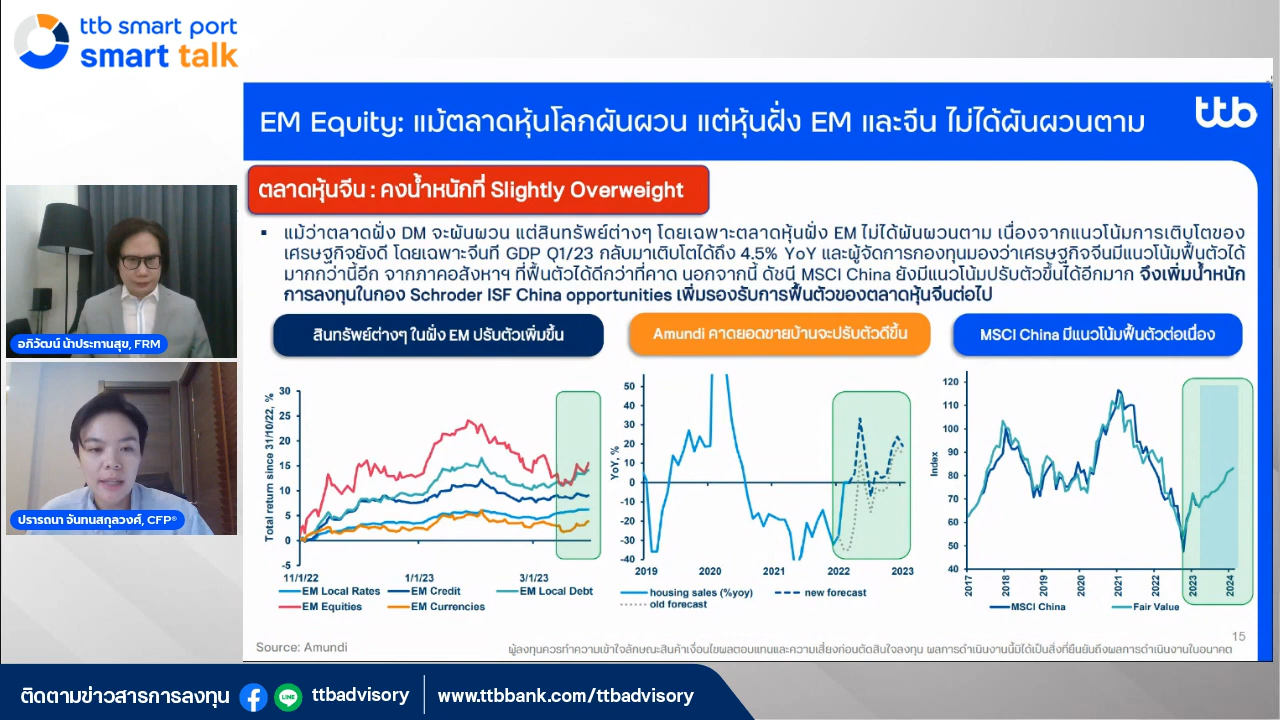 ttb smart port
smart talk
ttb
EM Equity: แม้ตลาดหุ้นโลกผันผวน แต่หุ้นฝั่ง EM และจีน ไม่ได้ผันผวนตาม
ตลาดหุ้นจีน : คงน้ำหนักที่ Slightly Overweight
▪ แม้ว่าตลาดฝั่ง DM จะผันผวน แต่สินทรัพย์ต่างๆ โดยเฉพาะตลาดหุ้นฝั่ง EM ไม่ได้ผันผวนตาม เนื่องจากแนวโน้มการเติบโตของ
เศรษฐกิจยังดี โดยเฉพาะจีนที่ GDP Q1/23 กลับมาเติบโตได้ถึง 4.5% YoY และผู้จัดการกองทุนมองว่าเศรษฐกิจจีนมีแนวโน้มฟื้นตัวได้
มากกว่านี้อีก จากภาคอสังหาฯ ที่ฟื้นตัวได้ดีกว่าที่คาด นอกจากนี้ ดัชนี MSCI China ยังมีแนวโน้มปรับตัวขึ้นได้อีกมาก จึงเพิ่มน้ำหนัก
การลงทุนในกอง Schroder ISF China opportunities เพิ่มรองรับการฟื้นตัวของตลาดหุ้นจีนต่อไป
สินทรัพย์ต่างๆ ในฝั่ง EM ปรับตัวเพิ่มขึ้น
Total return since 31/10/22, %
30
25
20
15
10
5
0
-5
11/1/22 1/1/23 3/1/23
EM Local Rates EM Credit EM Local Debt
EM Equities EM Currencies
Amundi คาดยอดขายบ้านจะปรับตัวดีขึ้น
YoY, %
50
40
30
20
10
0
-10
-20
-30
-40
2019 2020 2021 2022 2023
housing sales (%yoy) new forecast
old forecast
MSCI China มีแนวโน้มฟื้นตัวต่อเนื่อง
Index
120
110
100
90
80
70
60
50
40
2017 2018 2019 2020 2021 2022 2023 2024
MSCI China Fair Value
อภิวัฒน์ น้าประทานสุข, FRM
ปรารถนา จันทนสกุลวงศ์, CFP®
15
Source: Amundi
ผู้ลงทุนควรทำความเข้าใจลักษณะสินค้าเงื่อนไขผลตอบแทนและความเสี่ยงก่อนตัดสินใจลงทุน ผลการดำเนินงานนี้มิได้เป็นสิ่งที่ยืนยันถึงผลการดำเนินงานในอนาคต
ติดตามข่าวสารการลงทุน f LINE ttbadvisory www.ttbbank.com/ttbadvisory